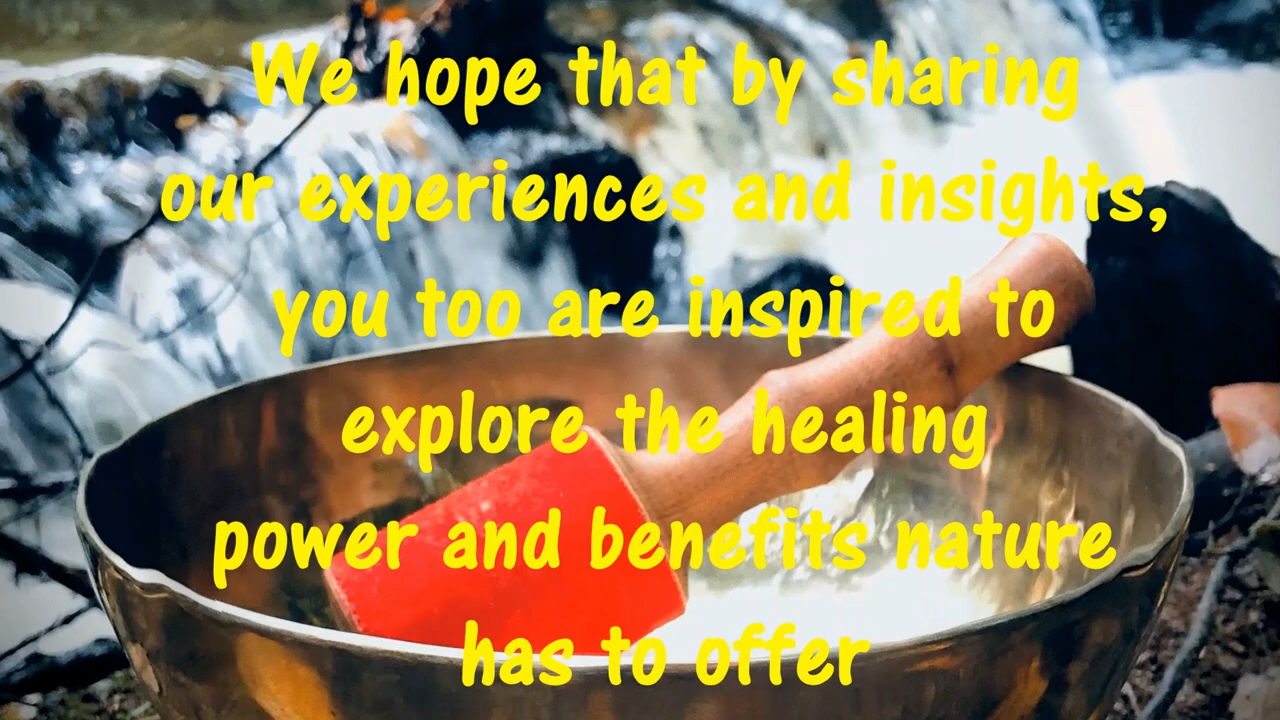 We hope that by sharing
our experiences and insights,
you too are inspired to
explore the healing
power and benefits nature
has to offer